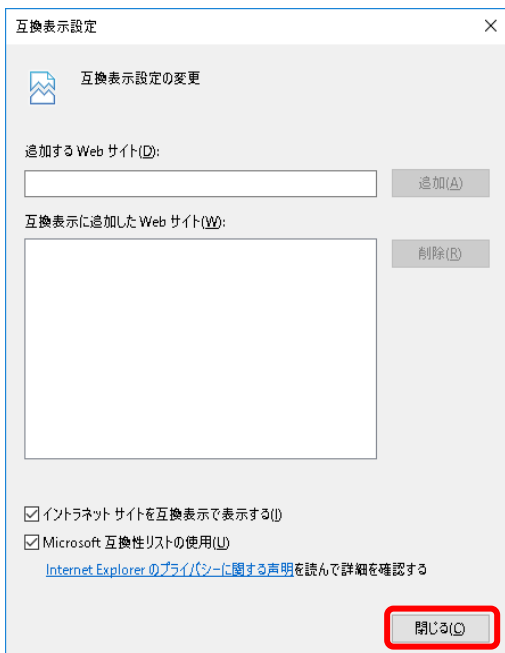 互換表示設定
互換表示設定の変更
追加する Web サイト(D):
追加(A)
互換表示に追加した Web サイト(W):
削除(R)
イントラネット サイトを互換表示で表示する(I)
Microsoft 互換性リストの使用(U)
Internet Explorer のプライバシーに関する声明を読んで詳細を確認する
閉じる(C)